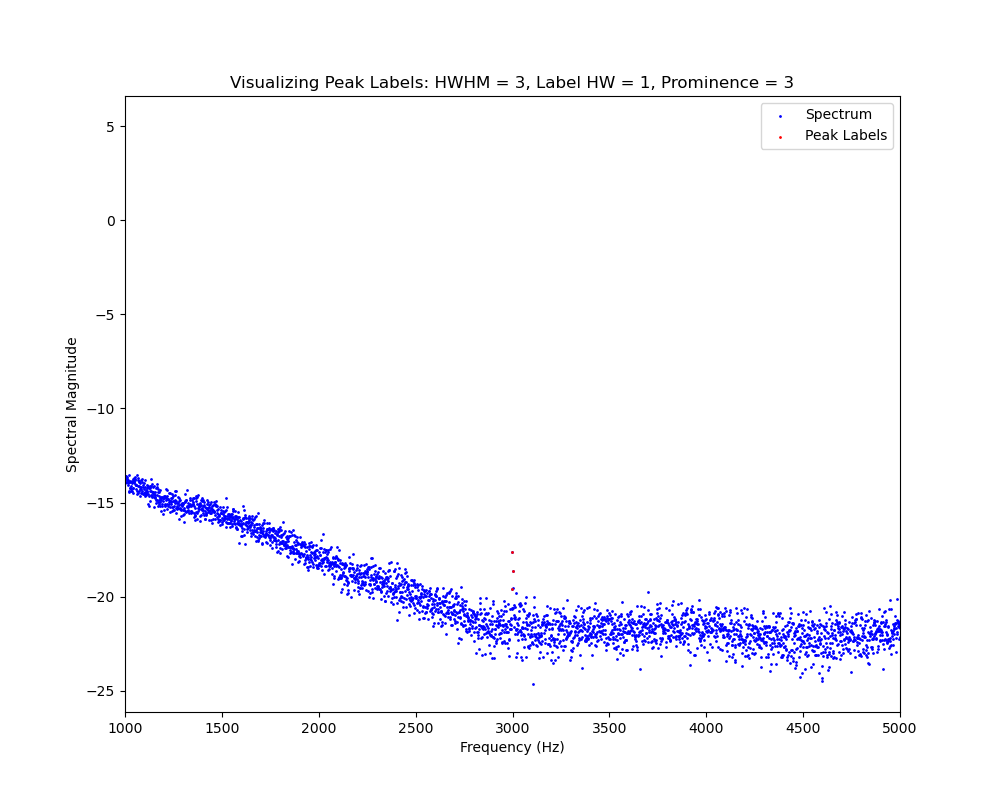 Visualizing Peak Labels: HWHM = 3, Label HW = 1, Prominence = 3
Spectrum
Peak Labels
5
0
−5
−10
−15
−20
−25
Spectral Magnitude
1000 1500 2000 2500 3000 3500 4000 4500 5000
Frequency (Hz)